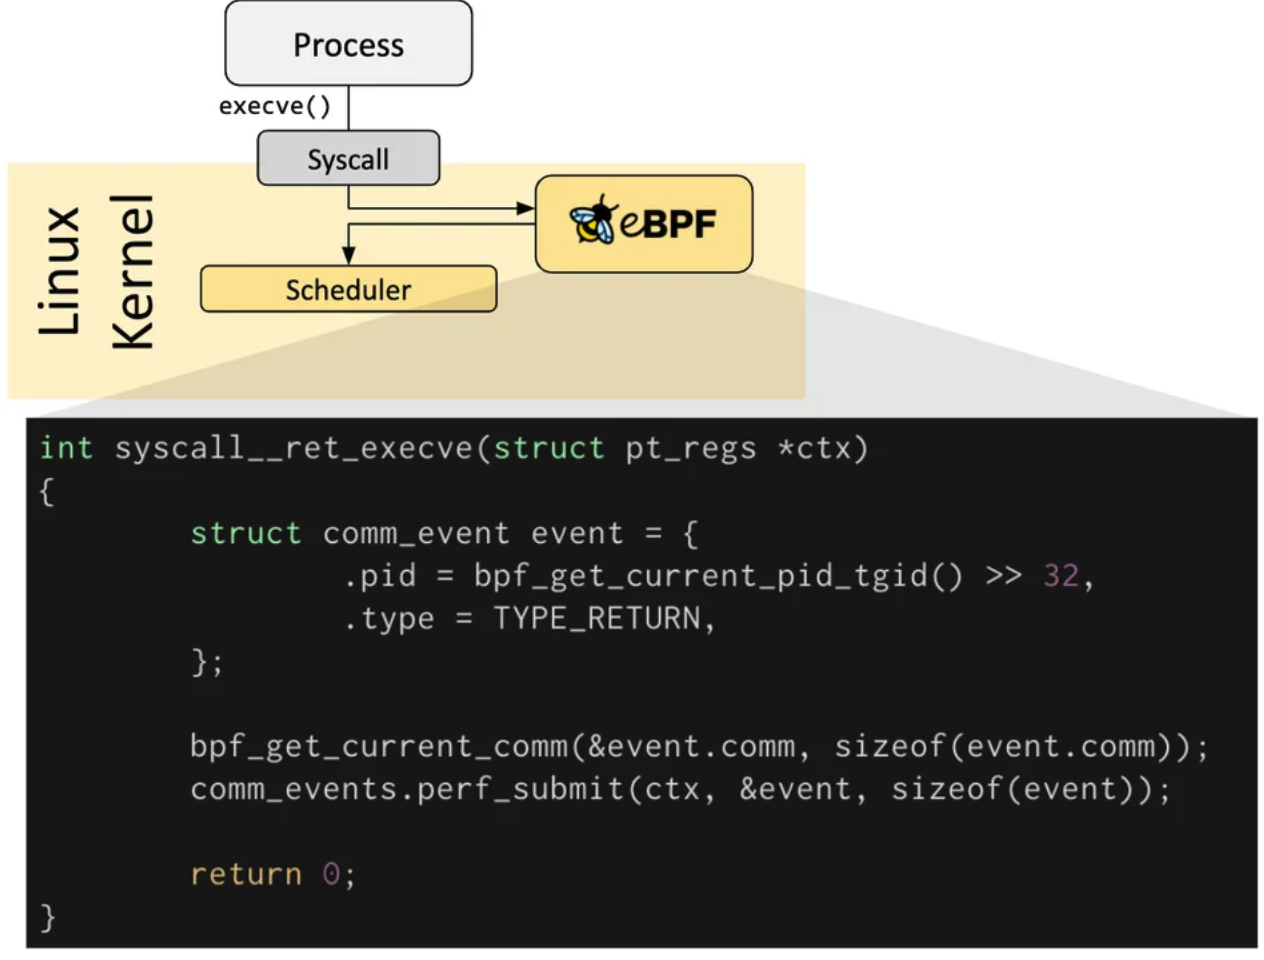 Process
execve()
Syscall
Linux
Kernel
eBPF
Scheduler
int syscall__ret_execve(struct pt_regs *ctx)
{
        struct comm_event event = {
                .pid = bpf_get_current_pid_tgid() >> 32,
                .type = TYPE_RETURN,
        };

        bpf_get_current_comm(&event.comm, sizeof(event.comm));
        comm_events.perf_submit(ctx, &event, sizeof(event));

        return 0;
}